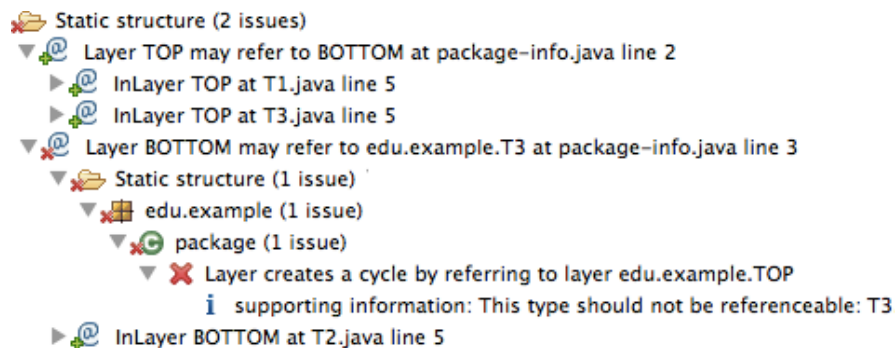 Static structure (2 issues)
Layer TOP may refer to BOTTOM at package-info.java line 2
InLayer TOP at T1.java line 5
InLayer TOP at T3.java line 5
Layer BOTTOM may refer to edu.example.T3 at package-info.java line 3
Static structure (1 issue)
edu.example (1 issue)
package (1 issue)
Layer creates a cycle by referring to layer edu.example.TOP
supporting information: This type should not be referenceable: T3
InLayer BOTTOM at T2.java line 5